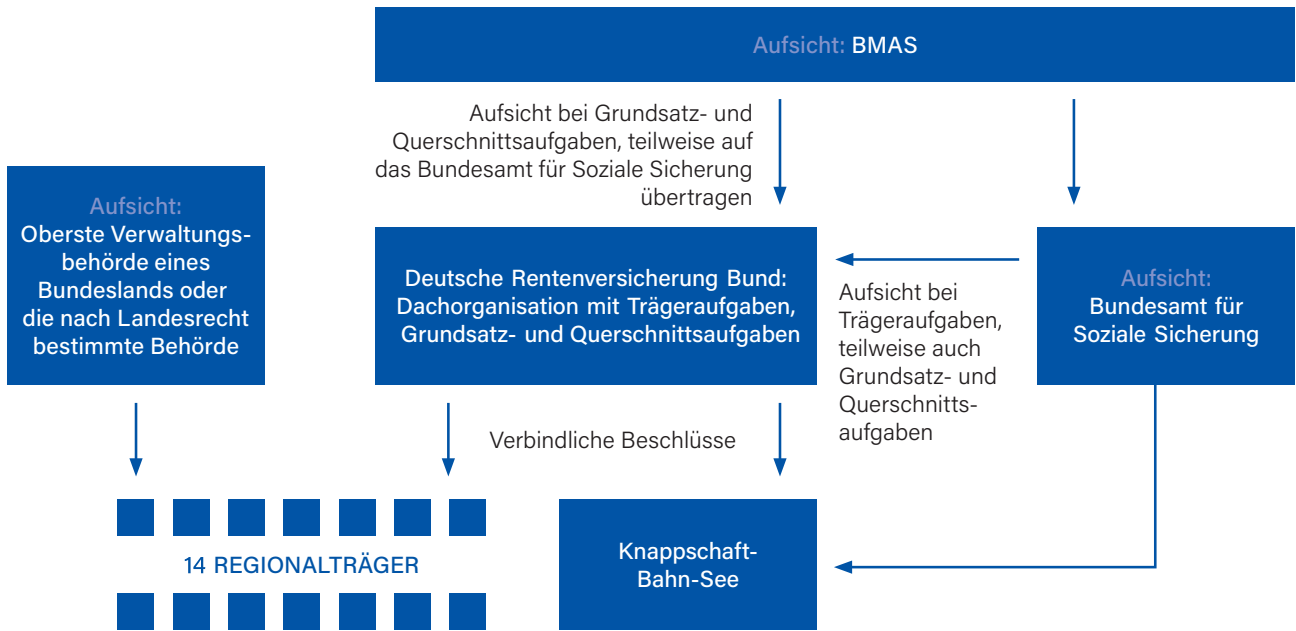 Aufsicht: BMAS
Aufsicht bei Grundsatz- und
Querschnittsaufgaben, teilweise auf
das Bundesamt für Soziale Sicherung
übertragen
Aufsicht:
Oberste Verwaltungs-
behörde eines
Bundeslands oder
die nach Landesrecht
bestimmte Behörde
Deutsche Rentenversicherung Bund:
Dachorganisation mit Trägeraufgaben,
Grundsatz- und Querschnittsaufgaben
Aufsicht bei
Trägeraufgaben,
teilweise auch
Grundsatz- und
Querschnitts-
aufgaben
Aufsicht:
Bundesamt für
Soziale Sicherung
Verbindliche Beschlüsse
14 REGIONALTRÄGER
Knappschaft-
Bahn-See